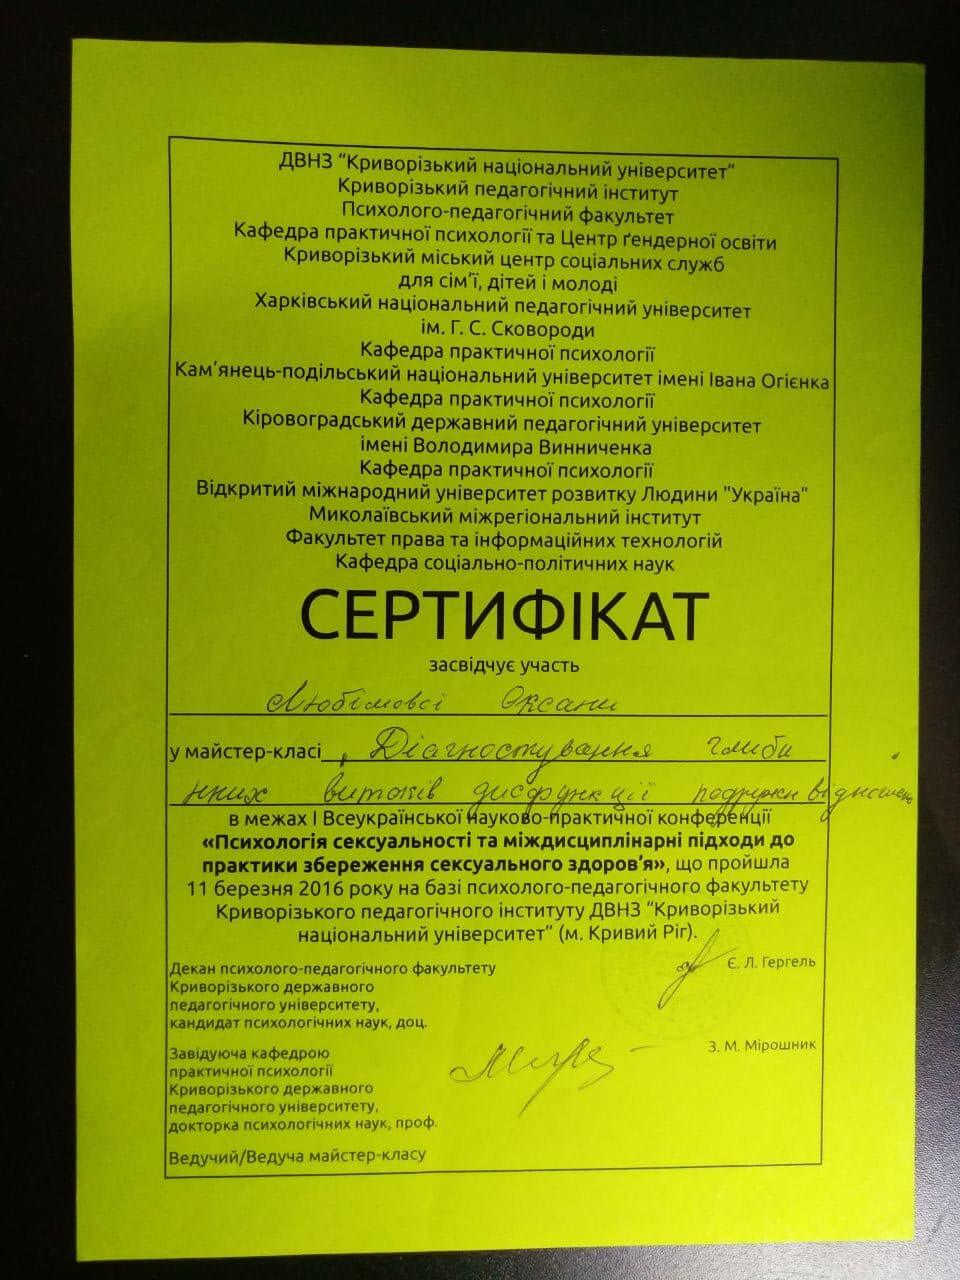 ДВНЗ “Криворізький національний університет”
Криворізький педагогічний інститут
Психолого-педагогічний факультет
Кафедра практичної психології та Центр ґендерної освіти
Криворізький міський центр соціальних служб
для сім’ї, дітей і молоді
Харківський національний педагогічний університет
ім. Г. С. Сковороди
Кафедра практичної психології
Кам’янець-подільський національний університет імені Івана Огієнка
Кафедра практичної психології
Кіровоградський державний педагогічний університет
імені Володимира Винниченка
Кафедра практичної психології
Відкритий міжнародний університет розвитку Людини "Україна"
Миколаївський міжрегіональний інститут
Факультет права та інформаційних технологій
Кафедра соціально-політичних наук
СЕРТИФІКАТ
засвідчує участь
Оксани
у майстер-класі „Діагностування глиби
нних витоків дисфункції подружн відносин"
в межах І Всеукраїнської науково-практичної конференції
«Психологія сексуальності та міждисциплінарні підходи до
практики збереження сексуального здоров’я», що пройшла
11 березня 2016 року на базі психолого-педагогічного факультету
Криворізького педагогічного інституту ДВНЗ “Криворізький
національний університет” (м. Кривий Ріг).
Декан психолого-педагогічного факультету
Криворізького державного
педагогічного університету,
кандидат психологічних наук, доц.
Є. Л. Гергель
Завідуюча кафедрою
практичної психології
Криворізького державного
педагогічного університету,
докторка психологічних наук, проф.
З. М. Мірошник
Ведучий/Ведуча майстер-класу